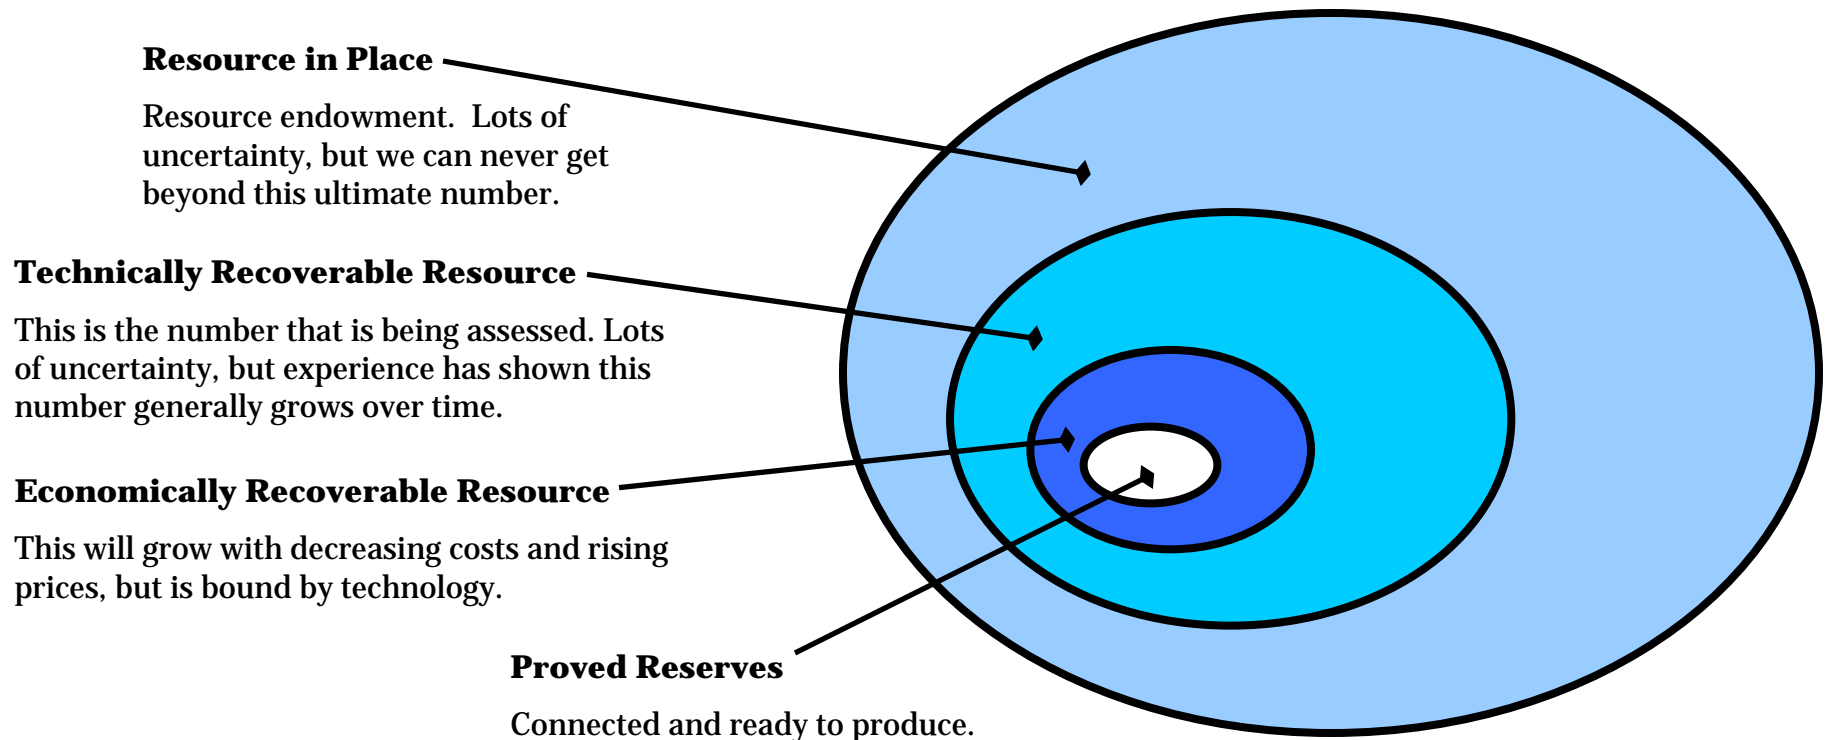 Resource in Place
Resource endowment.  Lots of
uncertainty, but we can never get
beyond this ultimate number.
Technically Recoverable Resource
This is the number that is being assessed. Lots
of uncertainty, but experience has shown this
number generally grows over time.
Economically Recoverable Resource
This will grow with decreasing costs and rising
prices, but is bound by technology.
Proved Reserves
Connected and ready to produce.